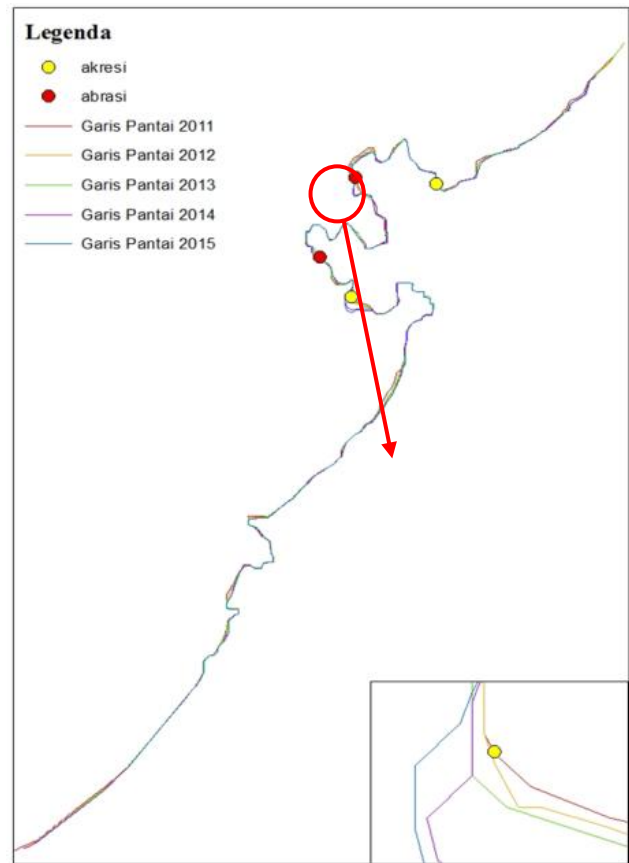 Legenda
akresi
abrasi
Garis Pantai 2011
Garis Pantai 2012
Garis Pantai 2013
Garis Pantai 2014
Garis Pantai 2015